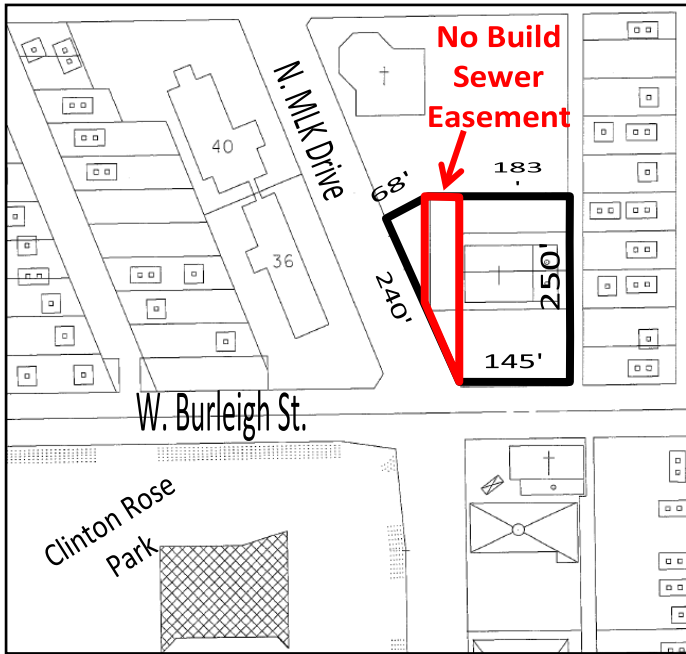 No Build
Sewer
Easement
N. MLK Drive
40
36
68'
183
'
240'
250'
145'
W. Burleigh St.
Clinton Rose
Park